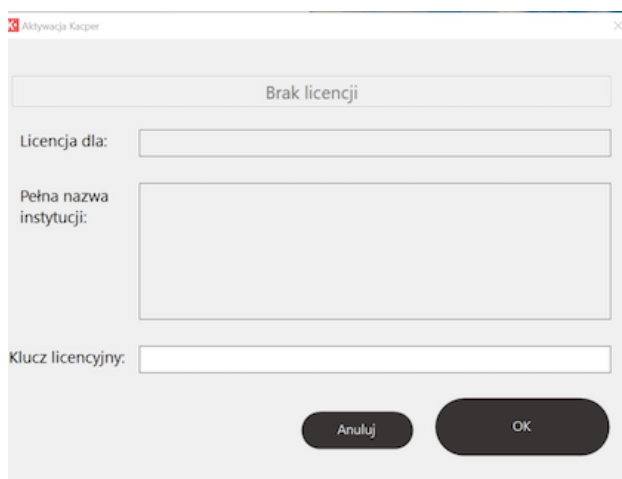 Aktywacja Kacper
Brak licencji
Licencja dla:
Pełna nazwa
instytucji:
Klucz licencyjny:
Anuluj
OK